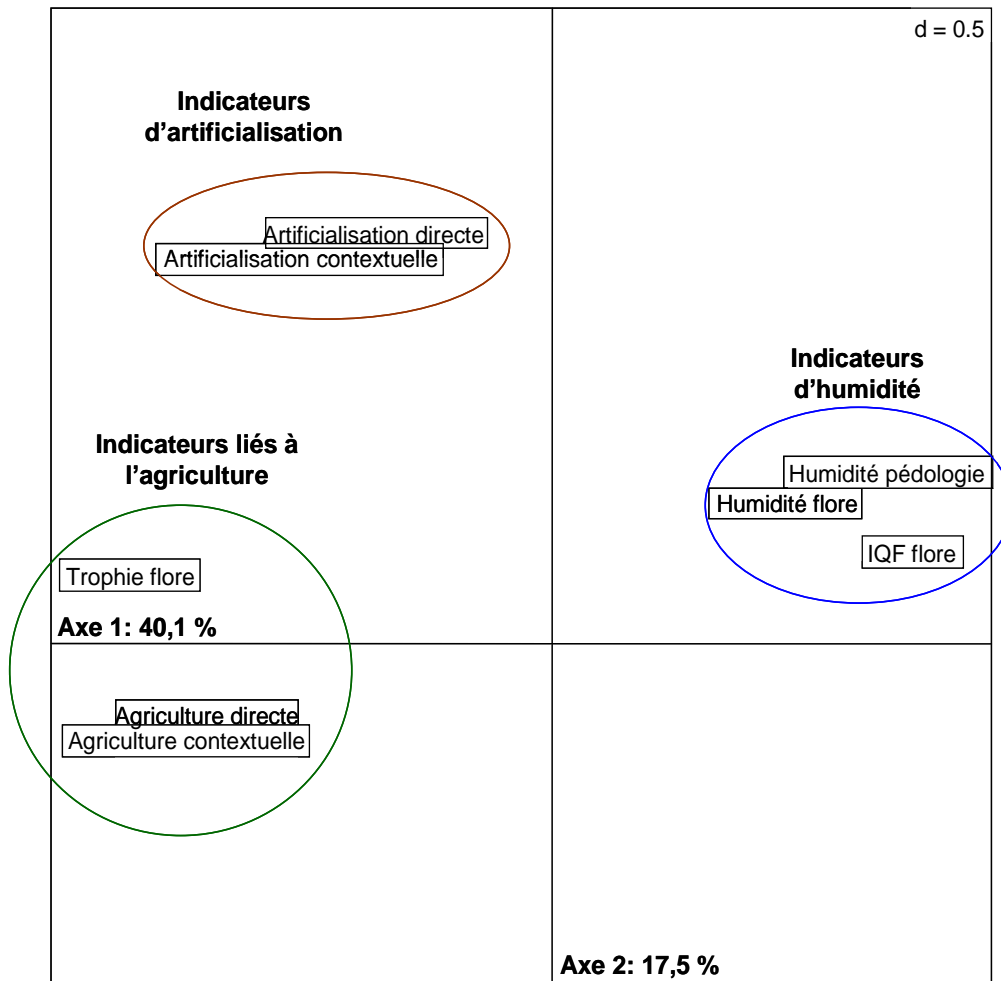 d = 0.5
Indicateurs
d'artificialisation
Artificialisation directe
Artificialisation contextuelle
Indicateurs
d'humidité
Indicateurs liés à
l'agriculture
Humidité pédologie
Humidité flore
IQF flore
Trophie flore
Axe 1: 40,1 %
Agriculture directe
Agriculture contextuelle
Axe 2: 17,5 %